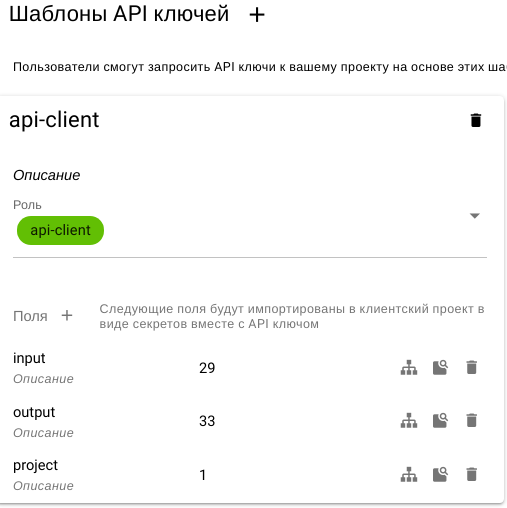 Шаблоны API ключей +
Пользователи смогут запросить API ключи к вашему проекту на основе этих
api-client
Описание
Роль
api-client
Поля +
Следующие поля будут импортированы в клиентский проект в
виде секретов вместе с API ключом
input
29
Описание
output
33
Описание
project
1
Описание